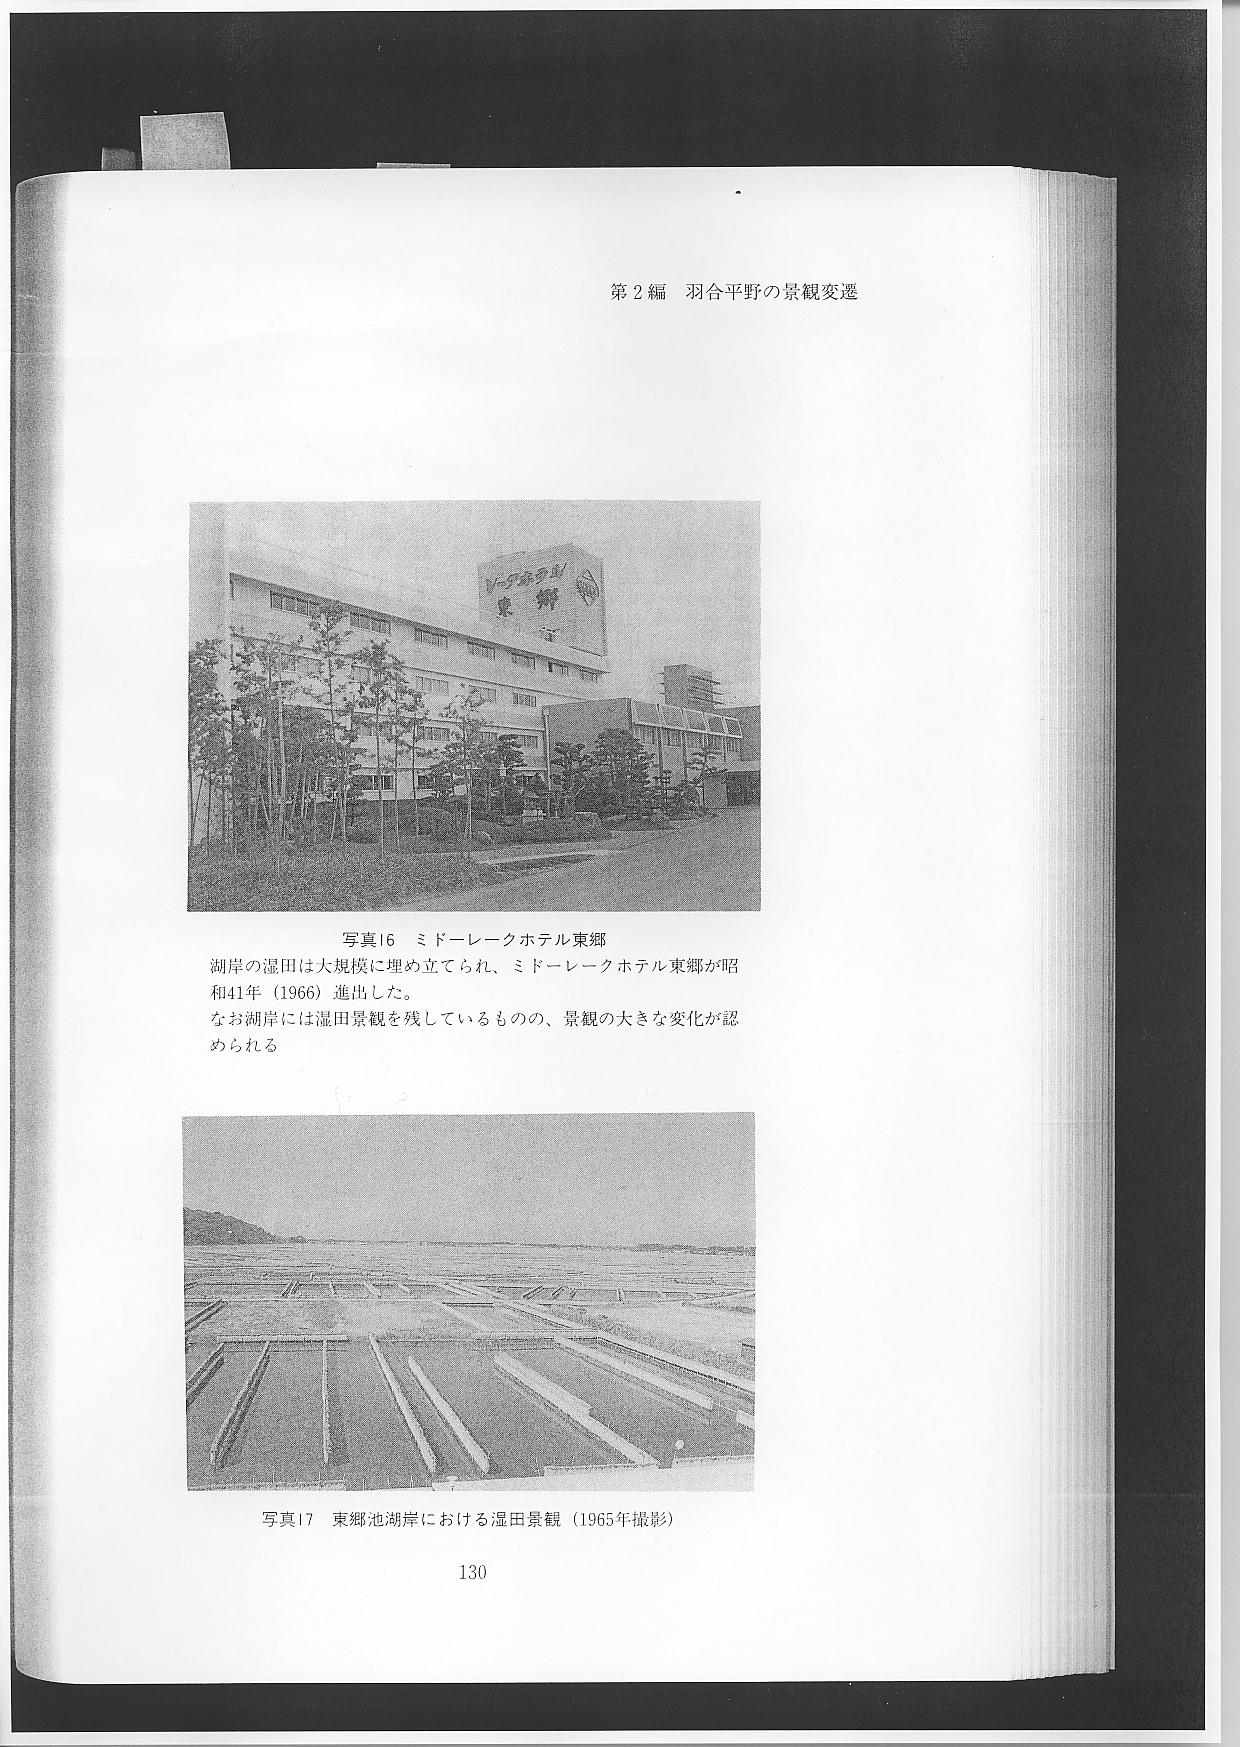 第2編　羽合平野の景観変遷
レークホテル
東郷
写真16　ミドーレークホテル東郷
湖岸の湿田は大規模に埋め立てられ、ミドーレークホテル東郷が昭
和41年（1966）進出した。
なお湖岸には湿田景観を残しているものの、景観の大きな変化が認
められる
写真17　東郷池湖岸における湿田景観（1965年撮影）
130